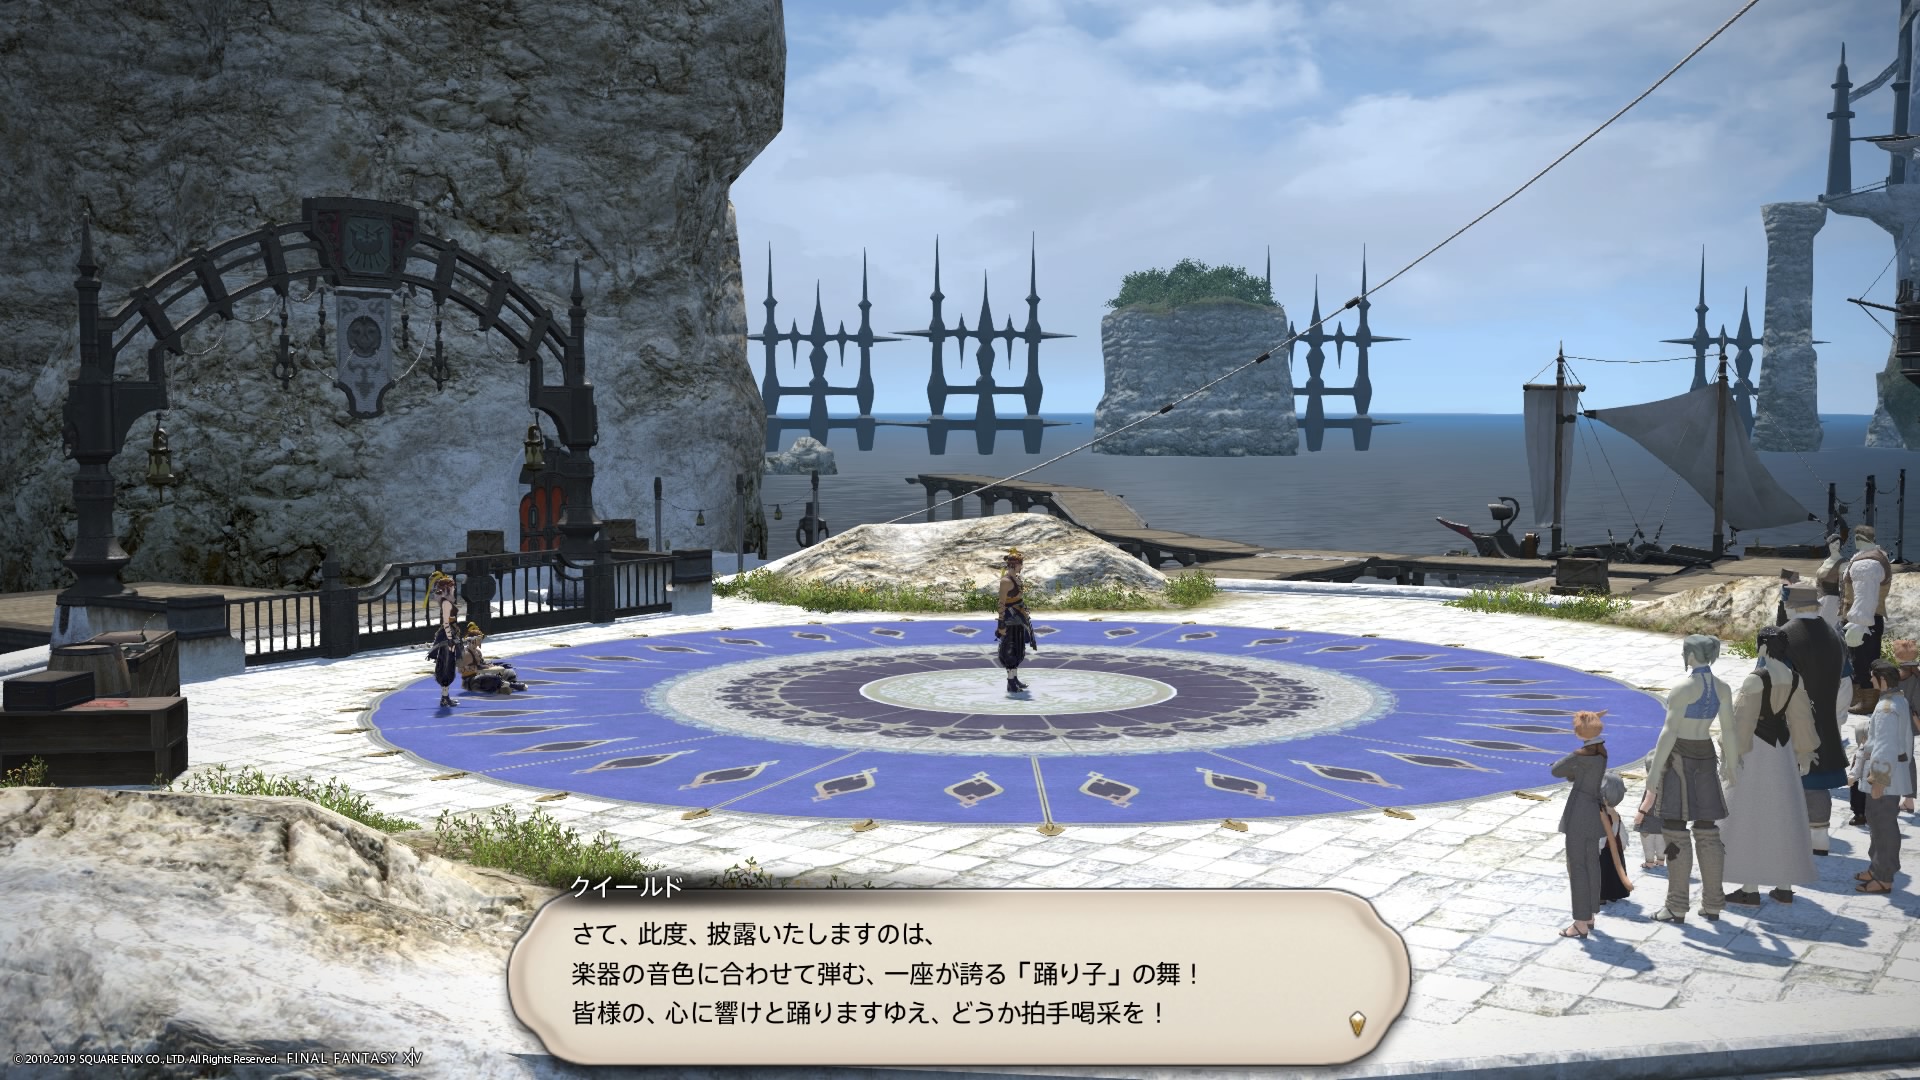 クイールド
さて、此度、披露いたしますのは、
楽器の音色に合わせて弾む、一座が誇る「踊り子」の舞！
皆様の、心に響けと踊りますゆえ、どうか拍手喝采を！
© 2010-2019 SQUARE ENIX CO., LTD. All Rights Reserved. FINAL FANTASY XIV